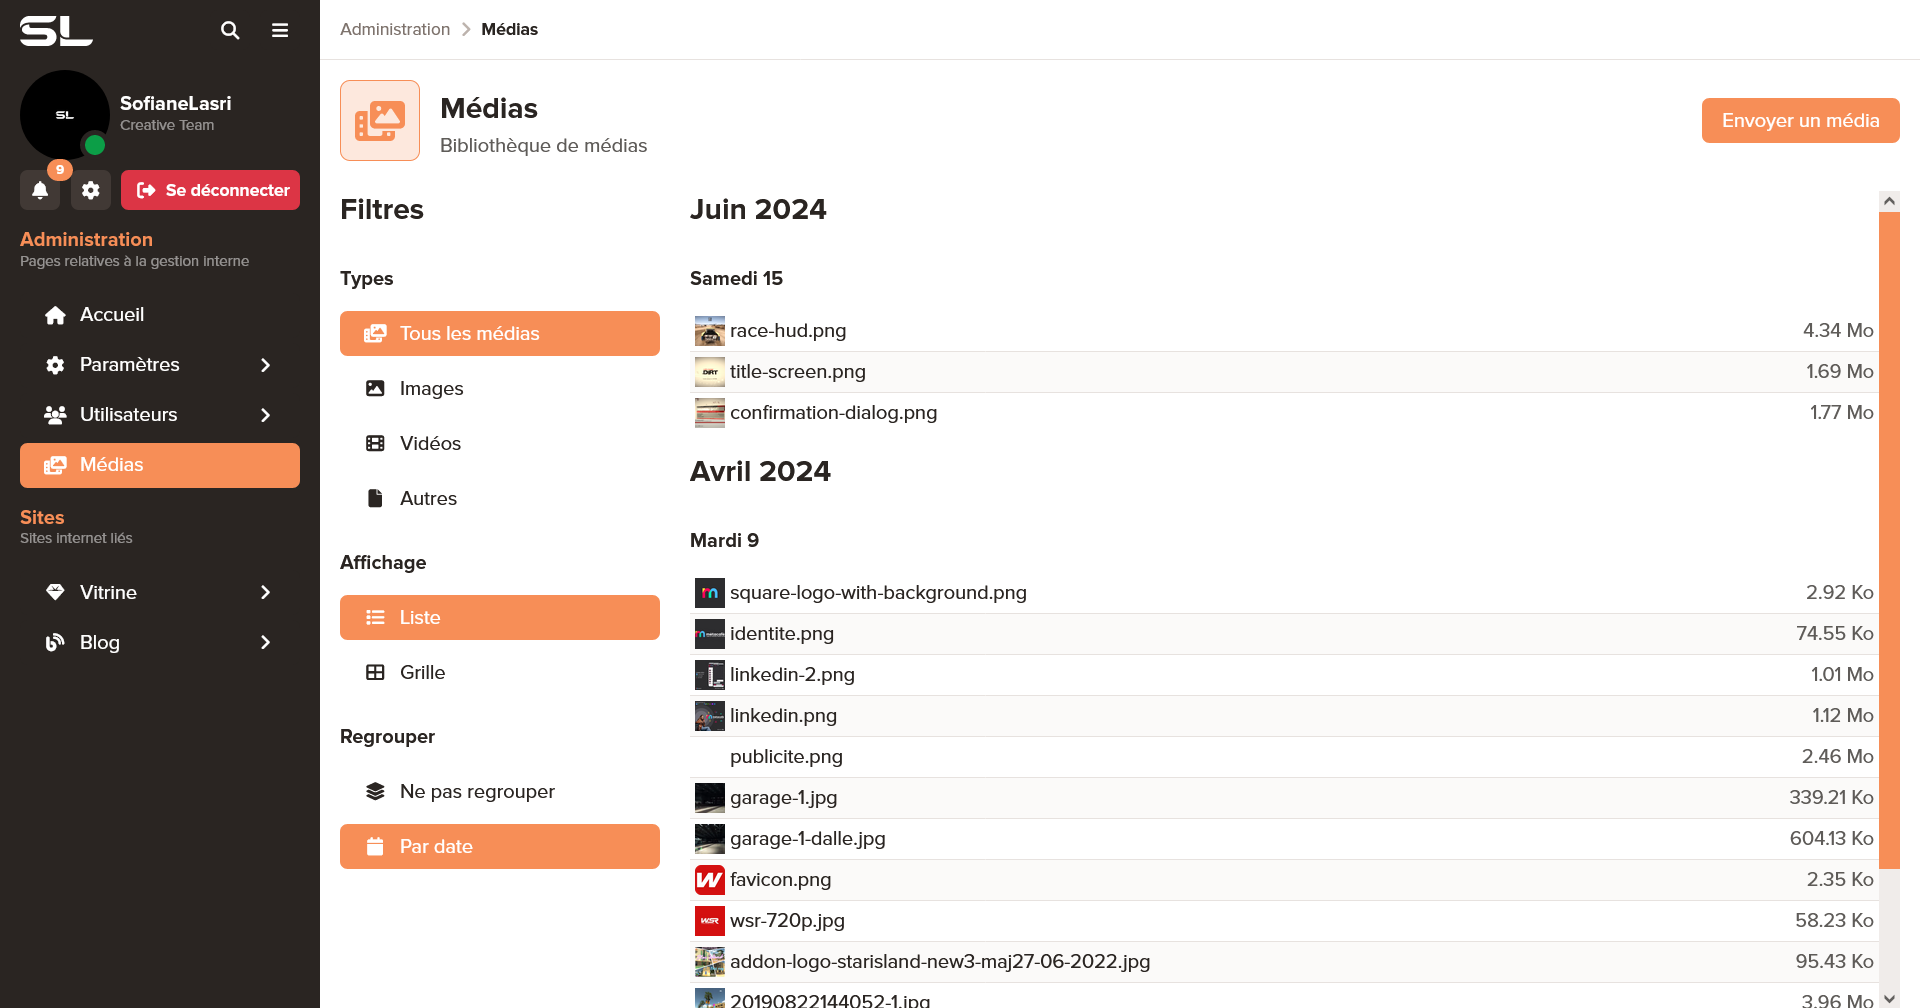 SL
SL
SofianeLasri
Creative Team
9
Se déconnecter
Administration
Pages relatives à la gestion interne
Accueil
Paramètres
Utilisateurs
Médias
Sites
Sites internet liés
Vitrine
Blog
Administration
Médias
Médias
Bibliothèque de médias
Envoyer un média
Filtres
Types
Tous les médias
Images
Vidéos
Autres
Affichage
Liste
Grille
Regrouper
Ne pas regrouper
Par date
Juin 2024
Samedi 15
race-hud.png 4.34 Mo
DiRT
title-screen.png 1.69 Mo
confirmation-dialog.png 1.77 Mo
Avril 2024
Mardi 9
square-logo-with-background.png 2.92 Ko
identite.png 74.55 Ko
linkedin-2.png 1.01 Mo
linkedin.png 1.12 Mo
publicite.png 2.46 Mo
garage-1.jpg 339.21 Ko
garage-1-dalle.jpg 604.13 Ko
W
favicon.png 2.35 Ko
WSR
wsr-720p.jpg 58.23 Ko
addon-logo-starisland-new3-maj27-06-2022.jpg 95.43 Ko
20190822144052-1.jpg 3.96 Mo